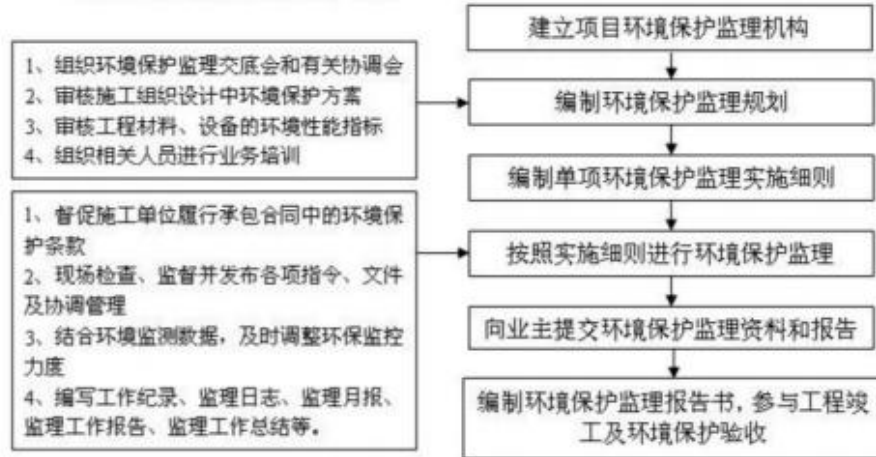 建立项目环境保护监理机构
1、组织环境保护监理交底会和有关协调会
2、审核施工组织设计中环境保护方案
3、审核工程材料、设备的环境性能指标
4、组织相关人员进行业务培训
编制环境保护监理规划
编制单项环境保护监理实施细则
1、督促施工单位履行承包合同中的环境保
护条款
2、现场检查、监督并发布各项指令、文件
及协调管理
3、结合环境监测数据，及时调整环保监控
力度
4、编写工作纪录、监理日志、监理月报、
监理工作报告、监理工作总结等。
按照实施细则进行环境保护监理
向业主提交环境保护监理资料和报告
编制环境保护监理报告书，参与工程竣
工及环境保护验收